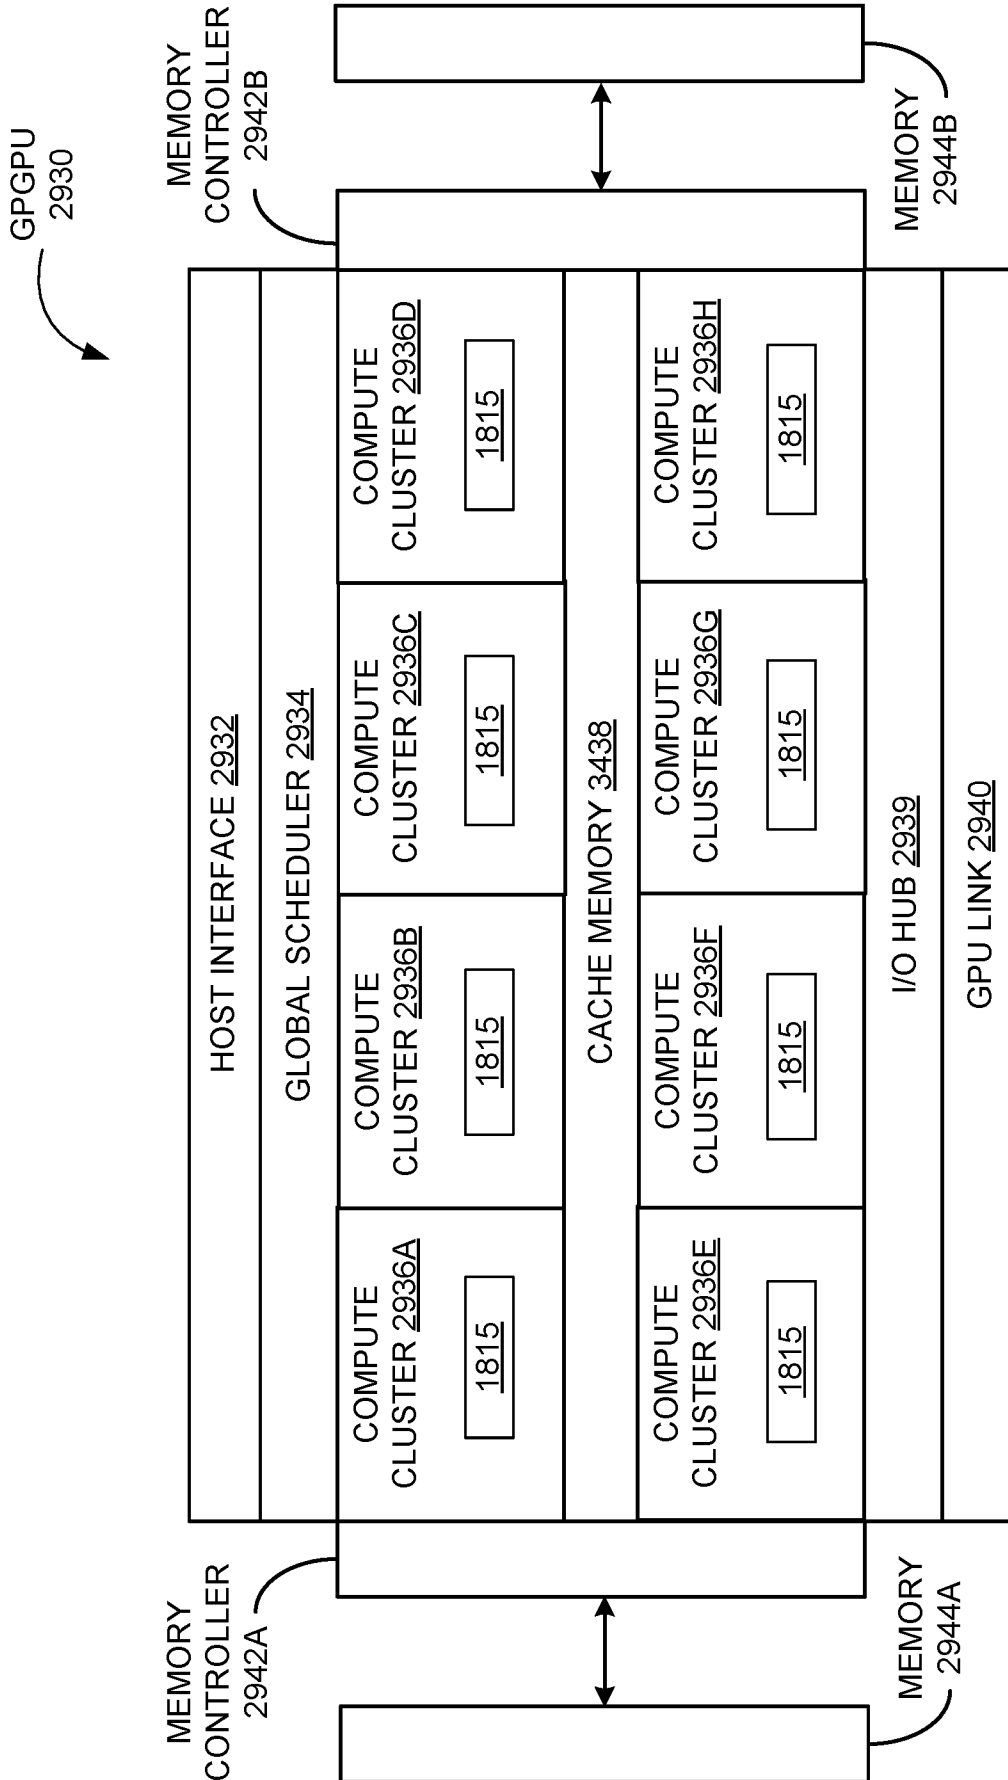 GPGPU
2930
MEMORY
CONTROLLER
2942A
MEMORY
CONTROLLER
2942B
HOST INTERFACE 2932
GLOBAL SCHEDULER 2934
COMPUTE
CLUSTER 2936A
1815
COMPUTE
CLUSTER 2936B
1815
COMPUTE
CLUSTER 2936C
1815
COMPUTE
CLUSTER 2936D
1815
CACHE MEMORY 3438
COMPUTE
CLUSTER 2936E
1815
COMPUTE
CLUSTER 2936F
1815
COMPUTE
CLUSTER 2936G
1815
COMPUTE
CLUSTER 2936H
1815
I/O HUB 2939
GPU LINK 2940
MEMORY
2944A
MEMORY
2944B